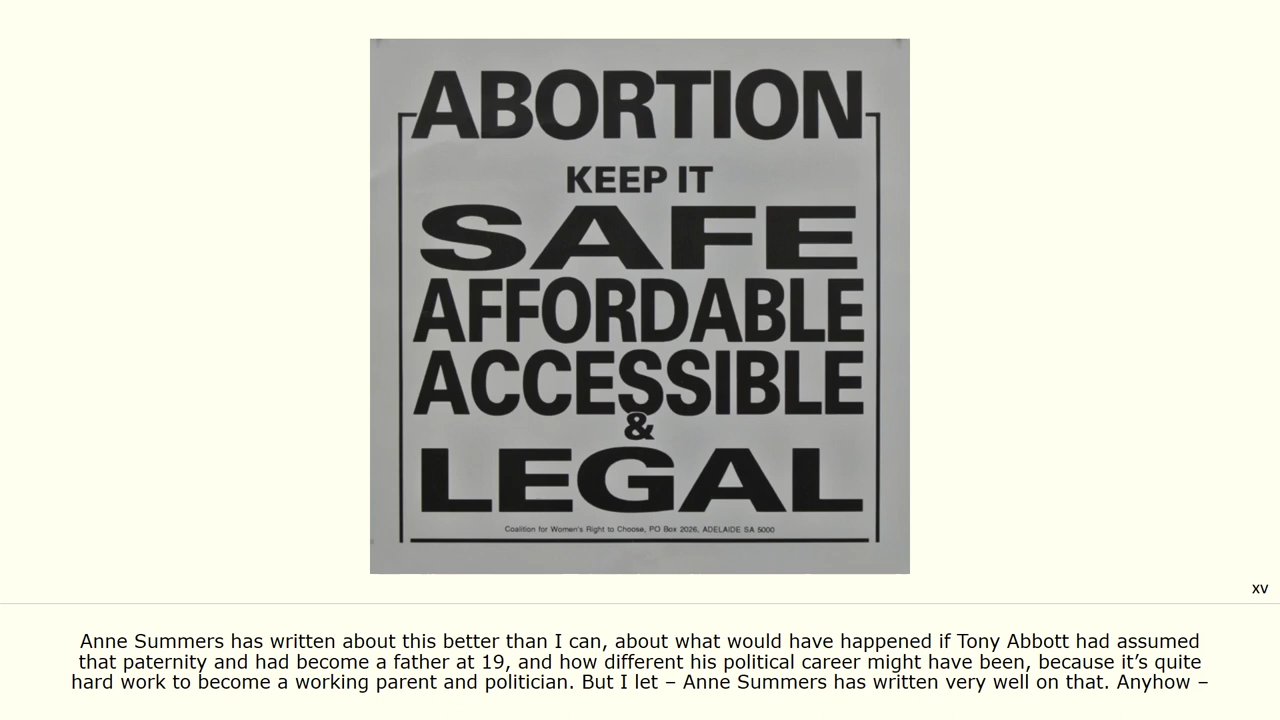 ABORTION
KEEP IT
SAFE
AFFORDABLE
ACCESSIBLE
&
LEGAL
Coalition for Women's Right to Choose, PO Box 2026, ADELAIDE SA 5000
xv
Anne Summers has written about this better than I can, about what would have happened if Tony Abbott had assumed
that paternity and had become a father at 19, and how different his political career might have been, because it’s quite
hard work to become a working parent and politician. But I let – Anne Summers has written very well on that. Anyhow –